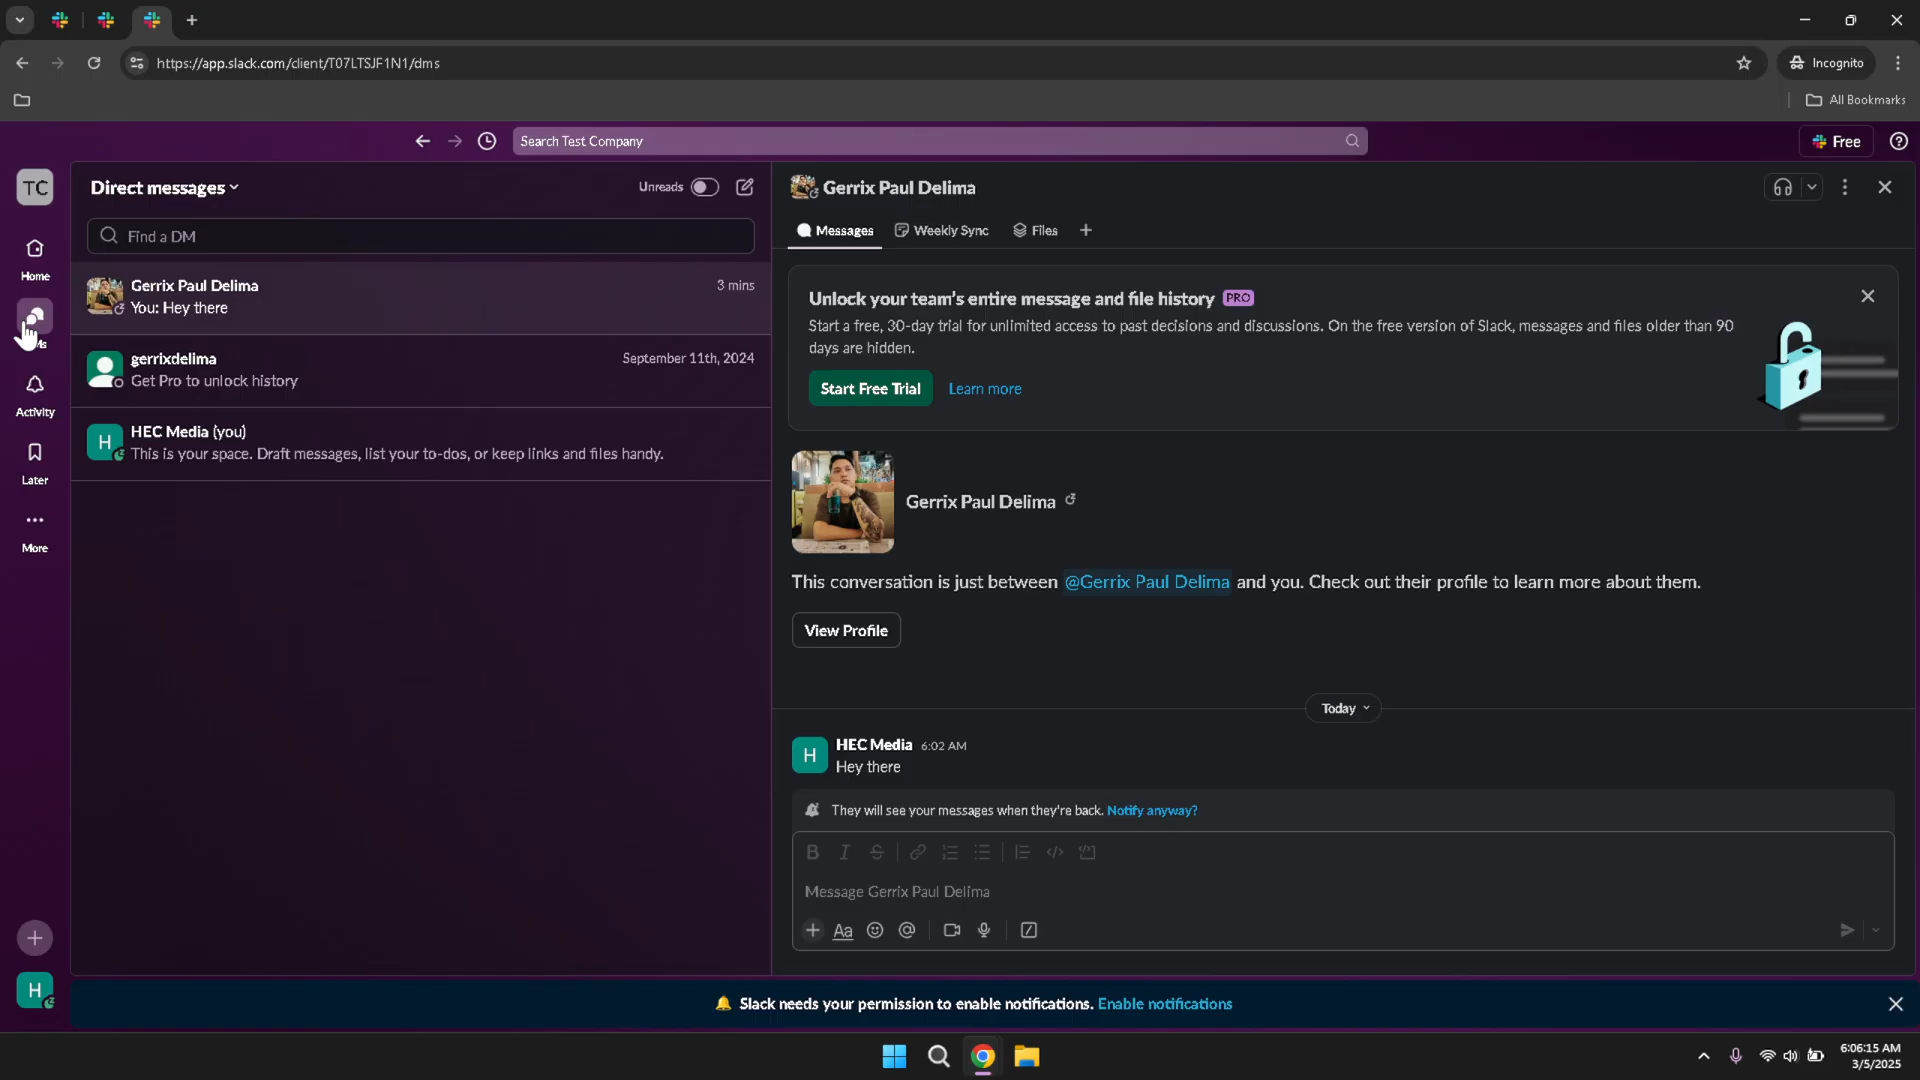 https://app.slack.com/client/T07LTSJF1N1/dms
Incognito
All Bookmarks
Search Test Company
Free
TC
Home
Activity
Later
More
H
Direct messages
Unreads
Find a DM
Gerrix Paul Delima
3 mins
You: Hey there
gerrixdelima
September 11th, 2024
Get Pro to unlock history
H
HEC Media (you)
This is your space. Draft messages, list your to-dos, or keep links and files handy.
Gerrix Paul Delima
Messages
Weekly Sync
Files
Unlock your team's entire message and file history PRO
Start a free, 30-day trial for unlimited access to past decisions and discussions. On the free version of Slack, messages and files older than 90
days are hidden.
Start Free Trial
Learn more
Gerrix Paul Delima
This conversation is just between @Gerrix Paul Delima and you. Check out their profile to learn more about them.
View Profile
Today
H
HEC Media 6:02 AM
Hey there
They will see your messages when they're back. Notify anyway?
Message Gerrix Paul Delima
Aa
Slack needs your permission to enable notifications. Enable notifications
6:06:15 AM
3/5/2025